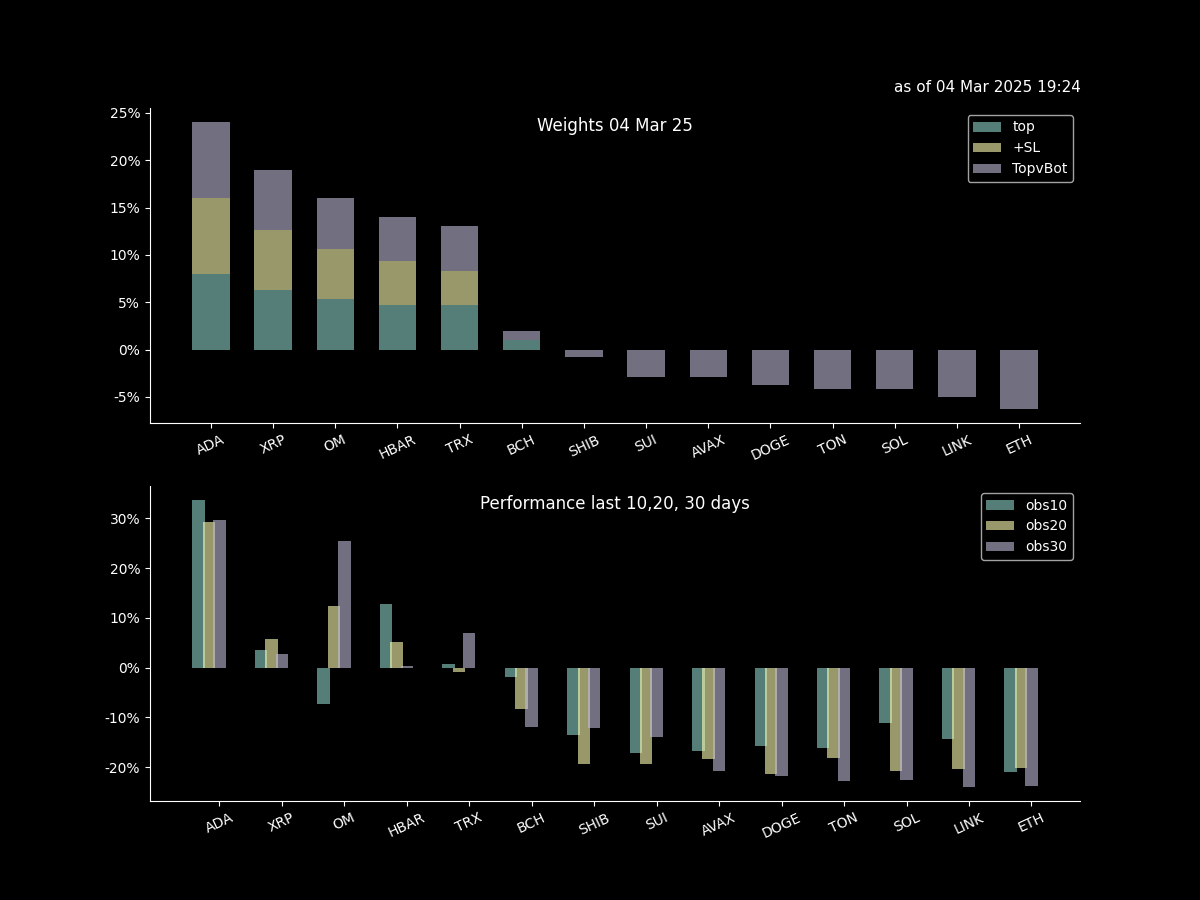 as of 04 Mar 2025 19:24
Weights 04 Mar 25
top
+SL
TopvBot
25%
20%
15%
10%
5%
0%
-5%
ADA XRP OM HBAR TRX BCH SHIB SUI AVAX DOGE TON SOL LINK ETH
Performance last 10,20, 30 days
obs10
obs20
obs30
30%
20%
10%
0%
-10%
-20%
ADA XRP OM HBAR TRX BCH SHIB SUI AVAX DOGE TON SOL LINK ETH